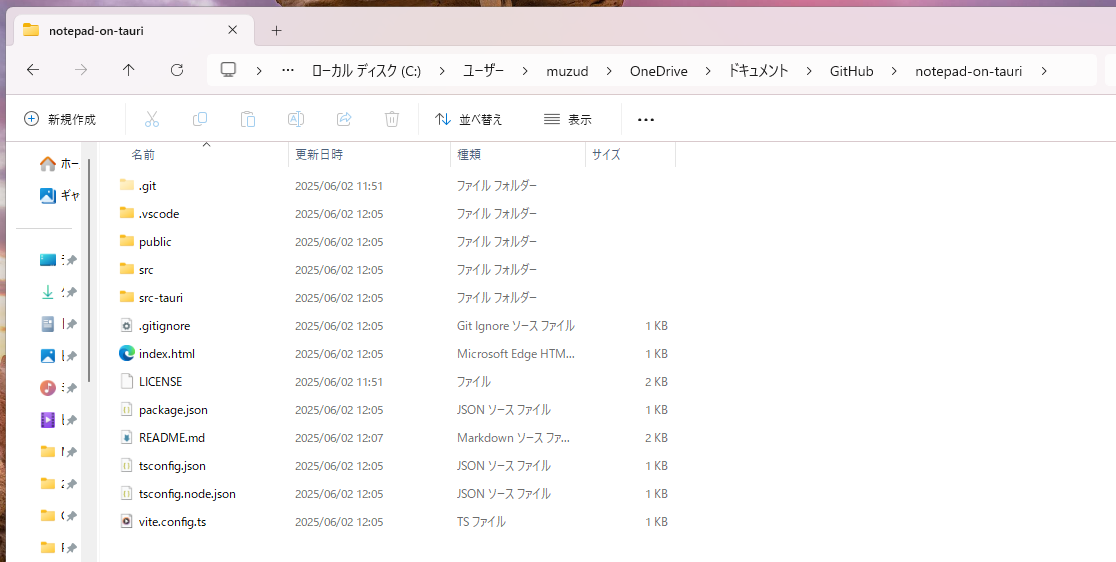 notepad-on-tauri
ローカル ディスク (C:) ユーザー muzud OneDrive ドキュメント GitHub notepad-on-tauri
新規作成 並べ替え 表示
名前 更新日時 種類 サイズ
.git 2025/06/02 11:51 ファイル フォルダー
.vscode 2025/06/02 12:05 ファイル フォルダー
public 2025/06/02 12:05 ファイル フォルダー
src 2025/06/02 12:05 ファイル フォルダー
src-tauri 2025/06/02 12:05 ファイル フォルダー
.gitignore 2025/06/02 12:05 Git Ignore ソース ファイル 1 KB
index.html 2025/06/02 12:05 Microsoft Edge HTM... 1 KB
LICENSE 2025/06/02 11:51 ファイル 2 KB
package.json 2025/06/02 12:05 JSON ソース ファイル 1 KB
README.md 2025/06/02 12:07 Markdown ソース ファ... 2 KB
tsconfig.json 2025/06/02 12:05 JSON ソース ファイル 1 KB
tsconfig.node.json 2025/06/02 12:05 JSON ソース ファイル 1 KB
vite.config.ts 2025/06/02 12:05 TS ファイル 1 KB